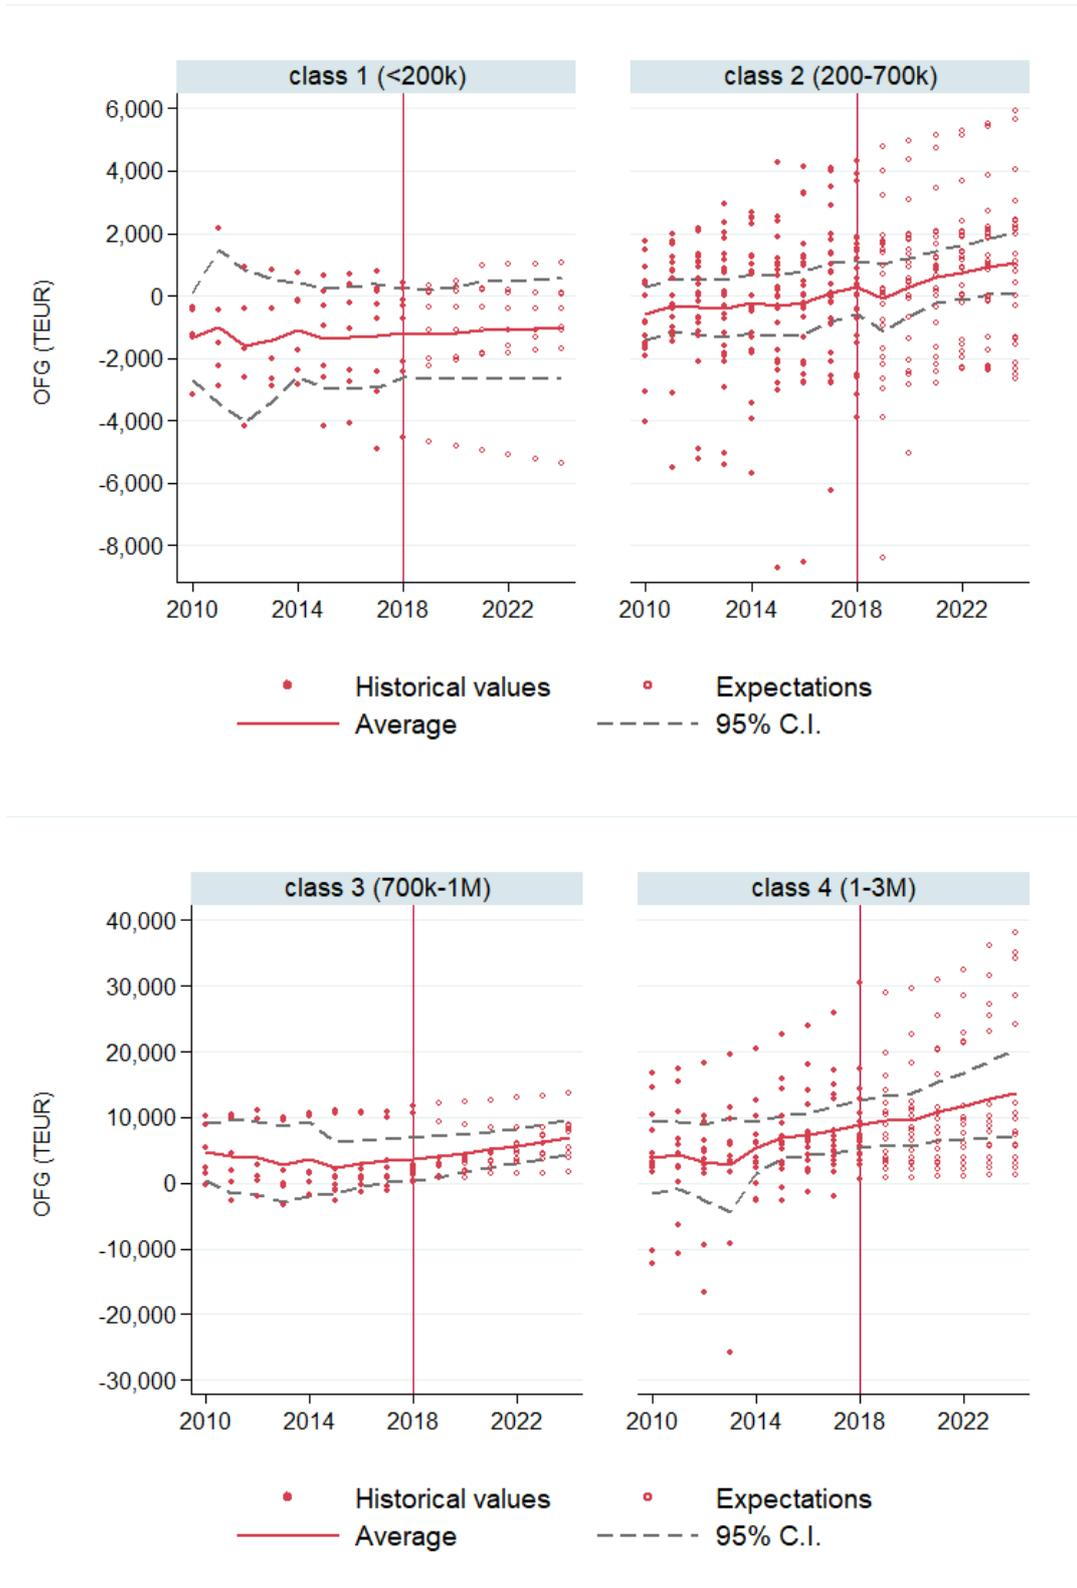 class 1 (<200k)
class 2 (200-700k)
6,000
4,000
2,000
0
-2,000
-4,000
-6,000
-8,000
OFG (TEUR)
2010 2014 2018 2022
2010 2014 2018 2022
Historical values
Expectations
Average
95% C.I.
class 3 (700k-1M)
class 4 (1-3M)
40,000
30,000
20,000
10,000
0
-10,000
-20,000
-30,000
OFG (TEUR)
2010 2014 2018 2022
2010 2014 2018 2022
Historical values
Expectations
Average
95% C.I.